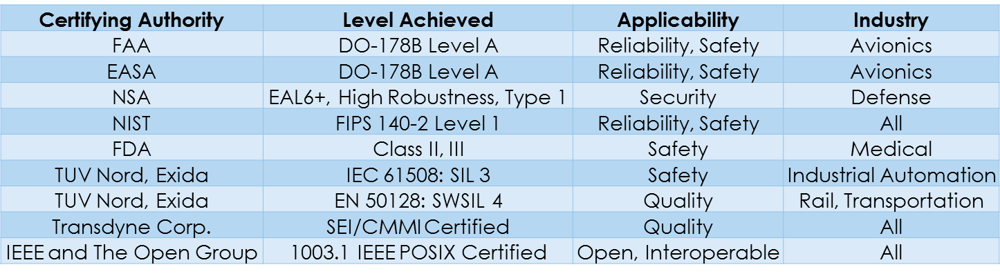 Certifying Authority Level Achieved Applicability Industry
FAA DO-178B Level A Reliability, Safety Avionics
EASA DO-178B Level A Reliability, Safety Avionics
NSA EAL6+, High Robustness, Type 1 Security Defense
NIST FIPS 140-2 Level 1 Reliability, Safety All
FDA Class II, III Safety Medical
TUV Nord, Exida IEC 61508: SIL 3 Safety Industrial Automation
TUV Nord, Exida EN 50128: SWSIL 4 Quality Rail, Transportation
Transdyne Corp. SEI/CMMI Certified Quality All
IEEE and The Open Group 1003.1 IEEE POSIX Certified Open, Interoperable All